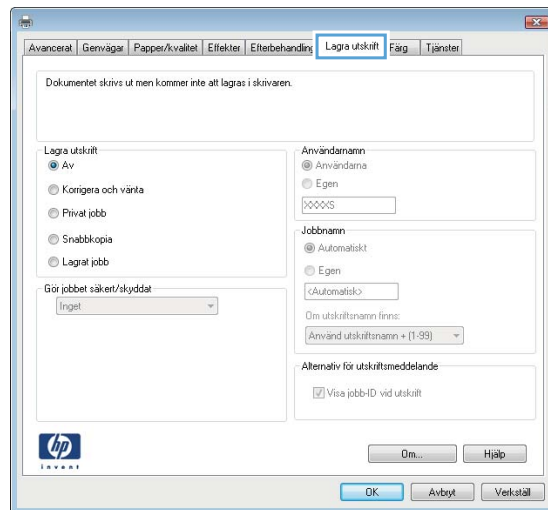 Avancerat Genvägar Papper/kvalitet Effekter Efterbehandling Lagra utskrift Färg Tjänster
Dokumentet skrivs ut men kommer inte att lagras i skrivaren.
Lagra utskrift
Av
Korrigera och vänta
Privat jobb
Snabbkopia
Lagrat jobb
Gör jobbet säkert/skyddat
Inget
Användarnamn
Användarna
Egen
XXXXS
Jobbnamn
Automatiskt
Egen
<Automatisk>
Om utskriftsnamn finns:
Använd utskriftsnamn + (1-99)
Alternativ för utskriftsmeddelande
Visa jobb-ID vid utskrift
hp
invent
Om... Hjälp
OK Avbryt Verkställ